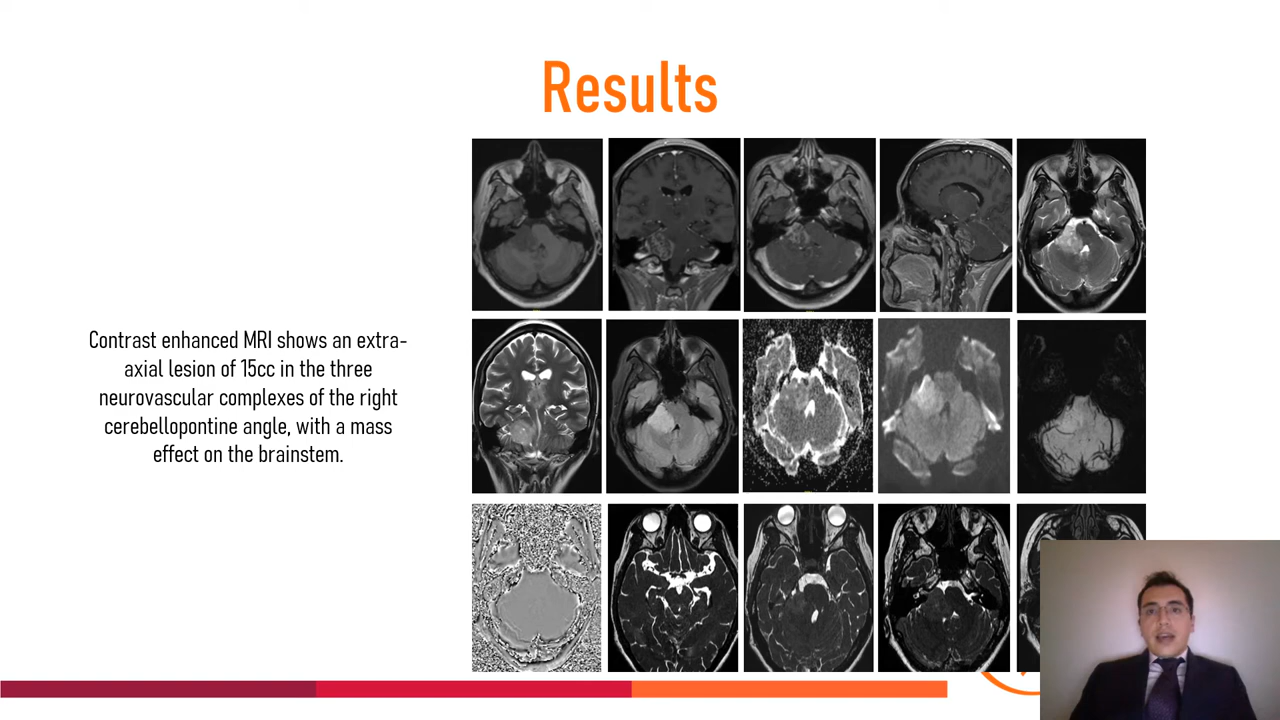 Results
Contrast enhanced MRI shows an extra-
axial lesion of 15cc in the three
neurovascular complexes of the right
cerebellopontine angle, with a mass
effect on the brainstem.